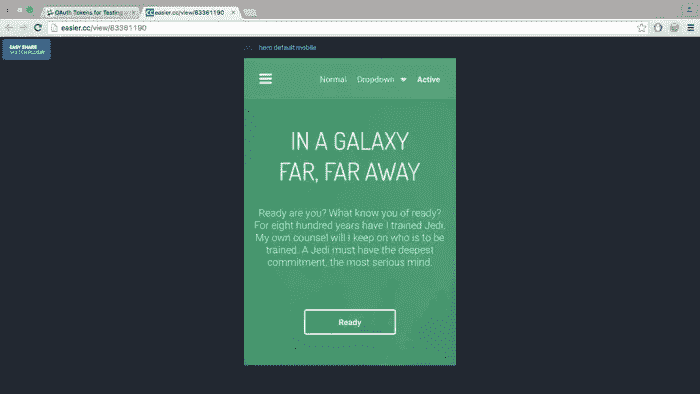 OAuth Tokens for Testing
easier.cc/view/83361190
easier.cc/view/83361190
EASY SHARE
hero default mobile
Normal Dropdown Active
IN A GALAXY
FAR, FAR AWAY
Ready are you? What know you of ready?
For eight hundred years have I trained Jedi.
My own counsel will I keep on who is to be
trained. A Jedi must have the deepest
commitment, the most serious mind.
Ready